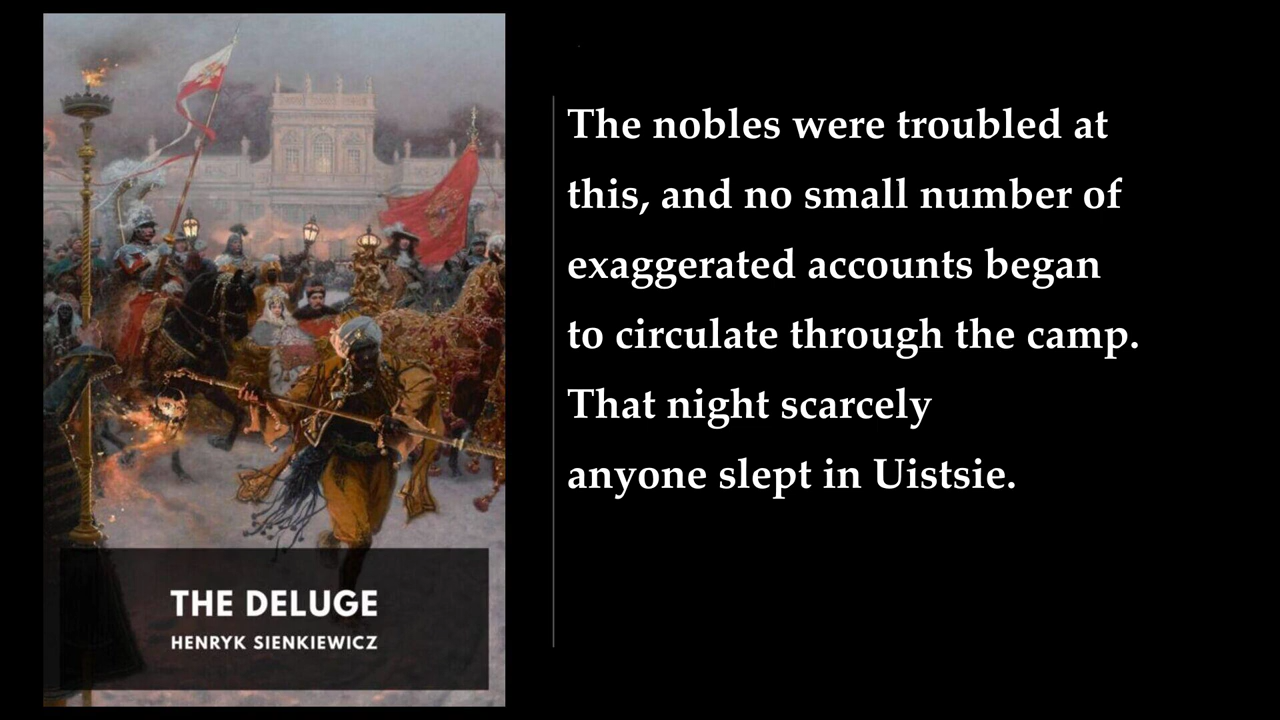 The nobles were troubled at
this, and no small number of
exaggerated accounts began
to circulate through the camp.
That night scarcely
anyone slept in Uistsie.
THE DELUGE
HENRYK SIENKIEWICZ